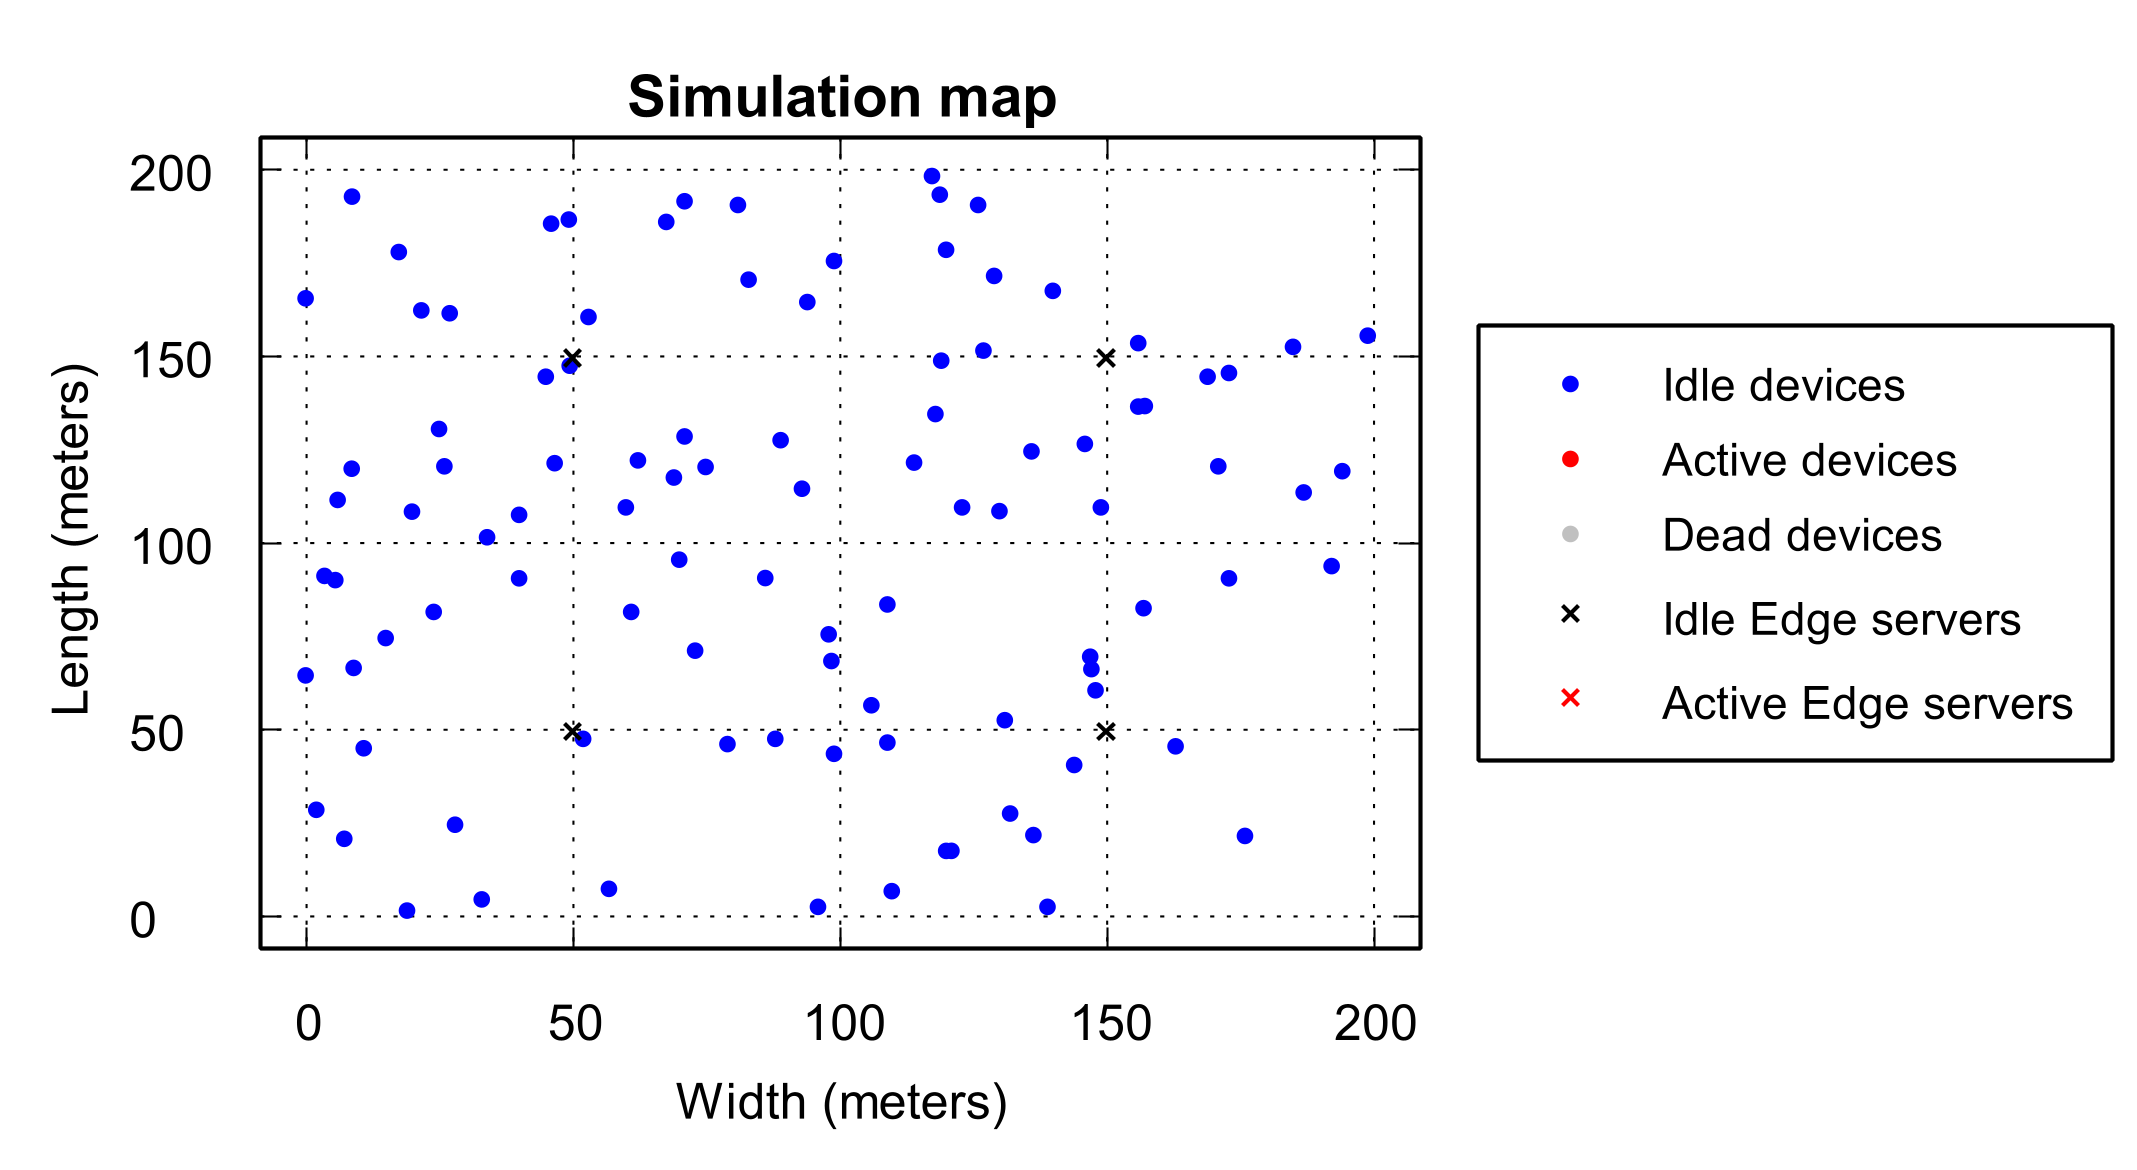 Simulation map
200
150
100
50
0
Length (meters)
0 50 100 150 200
Width (meters)
Idle devices
Active devices
Dead devices
Idle Edge servers
Active Edge servers